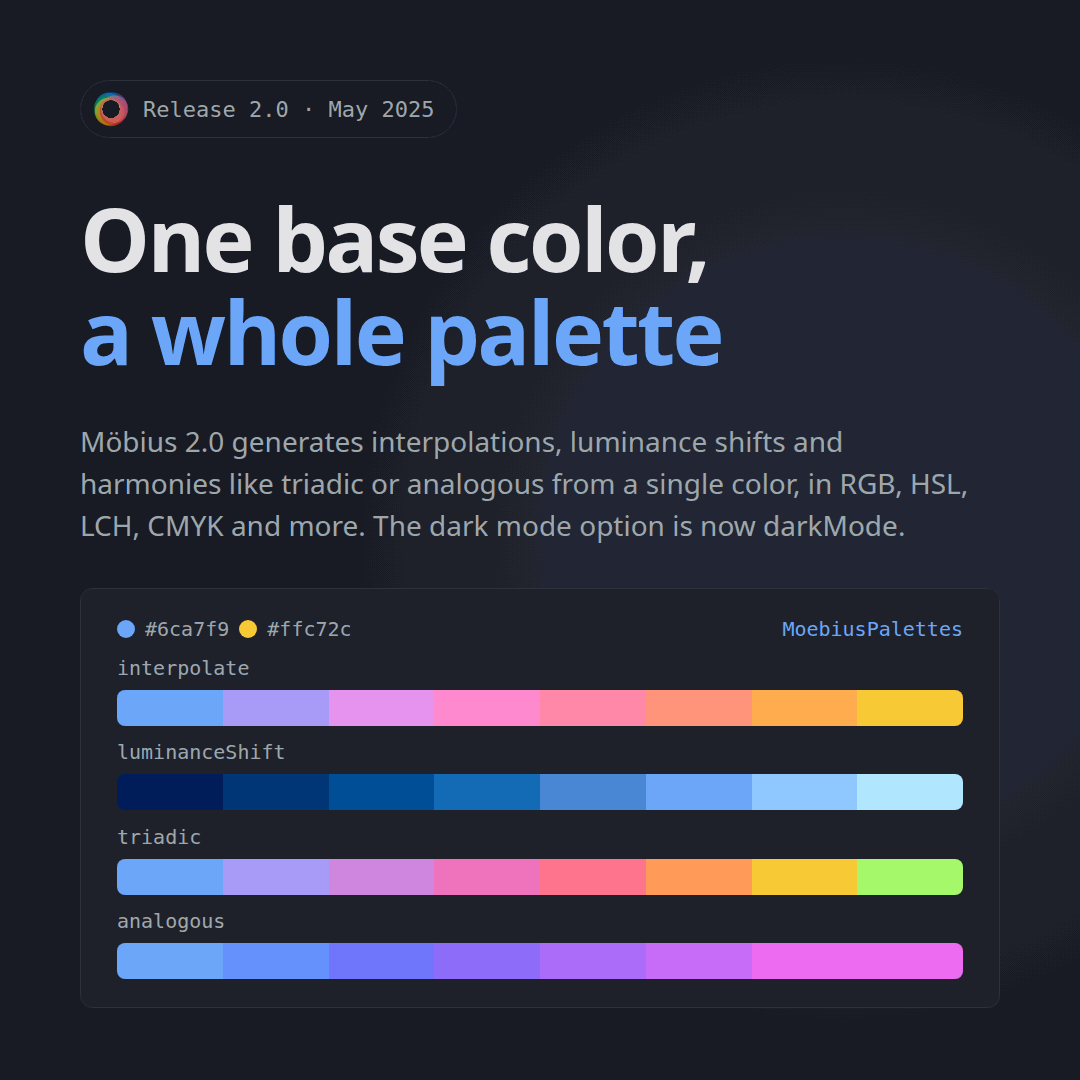 Release 2.0 · May 2025
One base color,
a whole palette
Möbius 2.0 generates interpolations, luminance shifts and
harmonies like triadic or analogous from a single color, in RGB, HSL,
LCH, CMYK and more. The dark mode option is now darkMode.
#6ca7f9 #ffc72c MoebiusPalettes
interpolate
luminanceShift
triadic
analogous